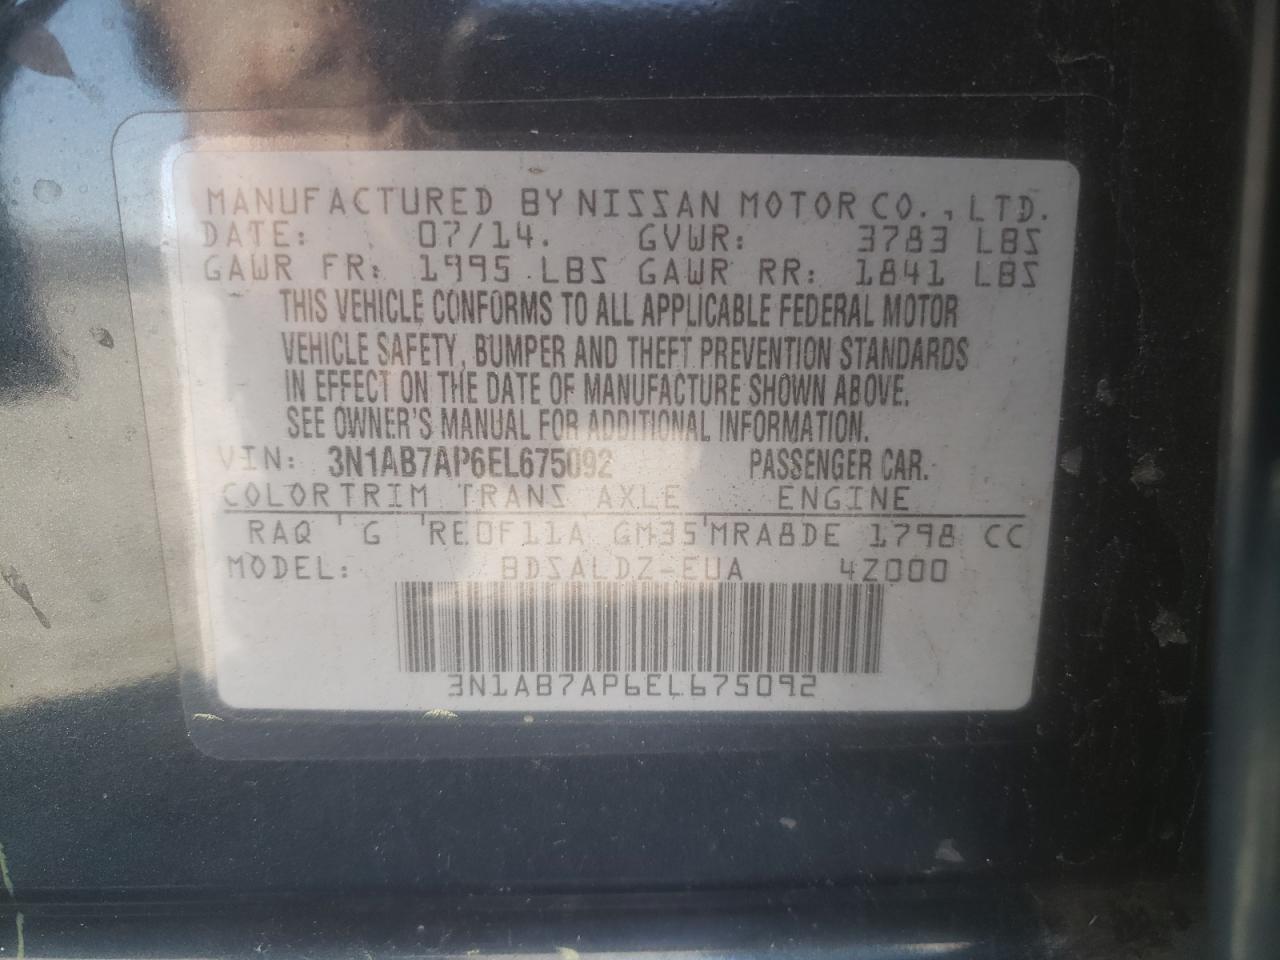 MANUFACTURED BY NISSAN MOTOR CO., LTD.
DATE: 07/14. GVWR: 3783 LBS
GAWR FR: 1995 LBS GAWR RR: 1841 LBS
THIS VEHICLE CONFORMS TO ALL APPLICABLE FEDERAL MOTOR
VEHICLE SAFETY, BUMPER AND THEFT PREVENTION STANDARDS
IN EFFECT ON THE DATE OF MANUFACTURE SHOWN ABOVE.
SEE OWNER'S MANUAL FOR ADDITIONAL INFORMATION.
VIN: 3N1AB7AP6EL675092 PASSENGER CAR.
COLOR TRIM TRANS AXLE ENGINE
RAQ ' G ' RE0F11A GM35 ' MRA8DE 1798 CC
MODEL: BDSALDZ-EUA 4Z000
3N1AB7AP6EL675092